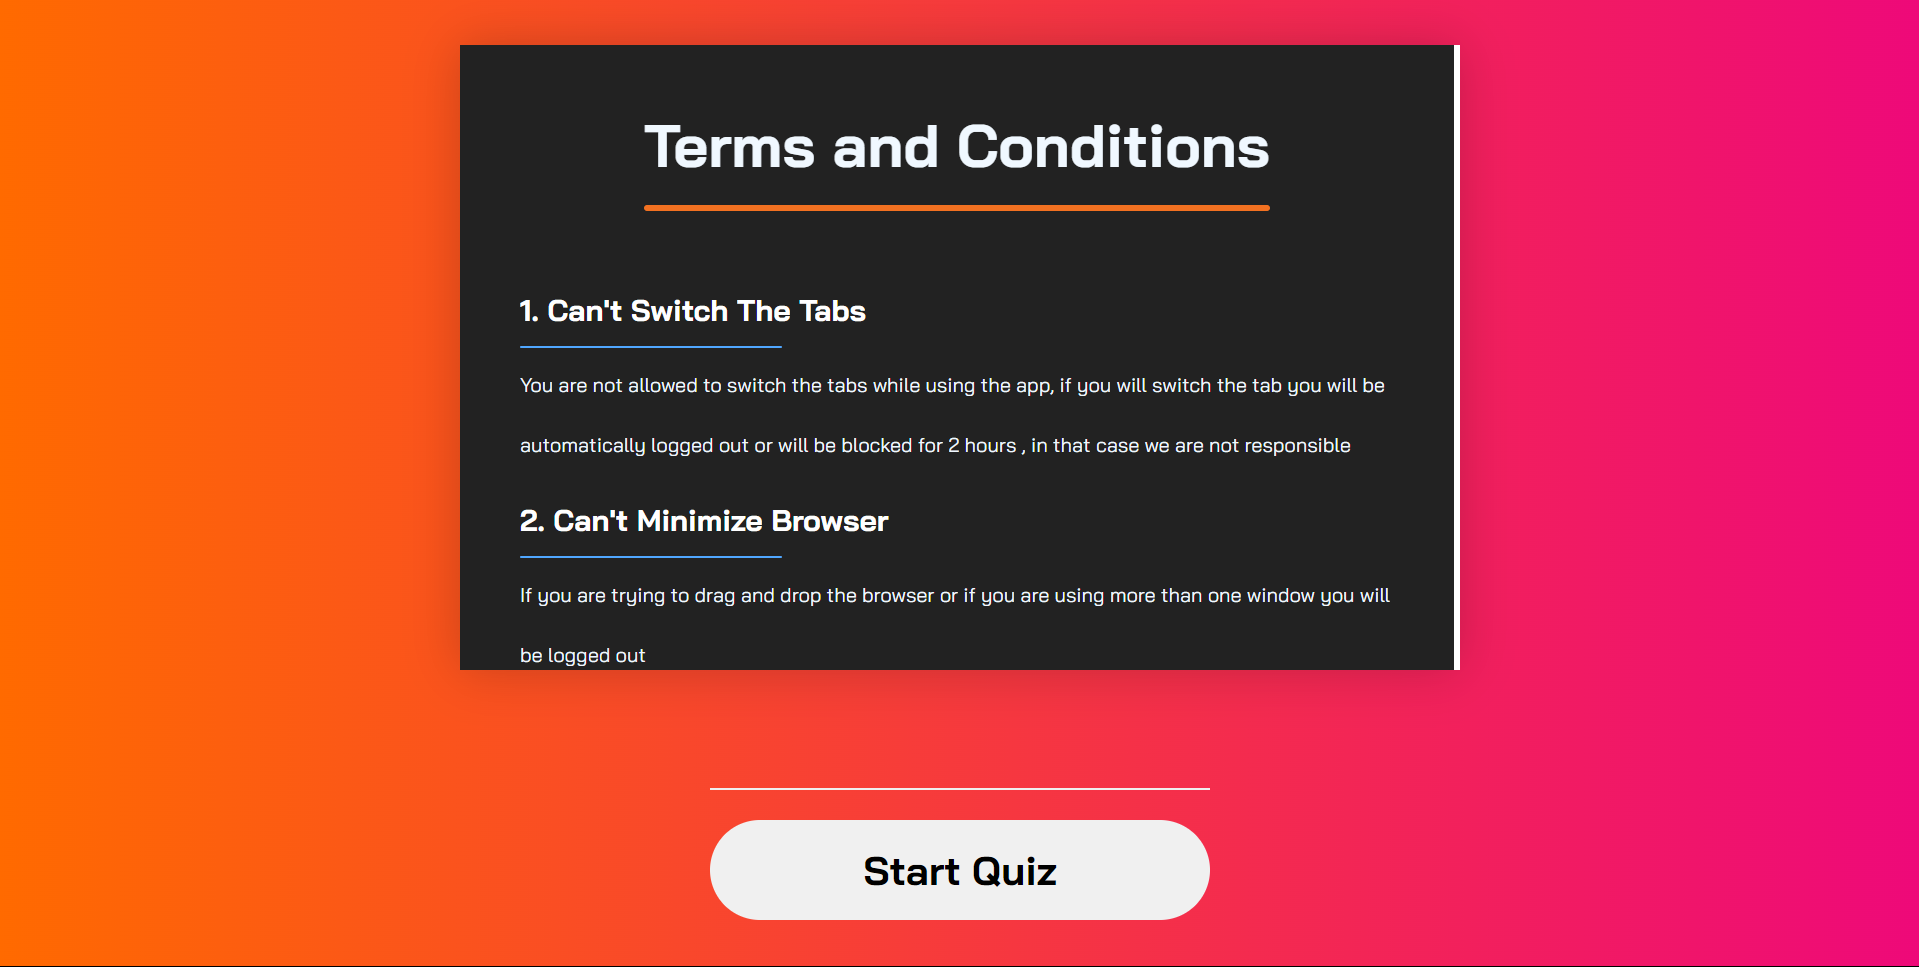 Terms and Conditions
1. Can't Switch The Tabs
You are not allowed to switch the tabs while using the app, if you will switch the tab you will be
automatically logged out or will be blocked for 2 hours , in that case we are not responsible
2. Can't Minimize Browser
If you are trying to drag and drop the browser or if you are using more than one window you will
be logged out
Start Quiz